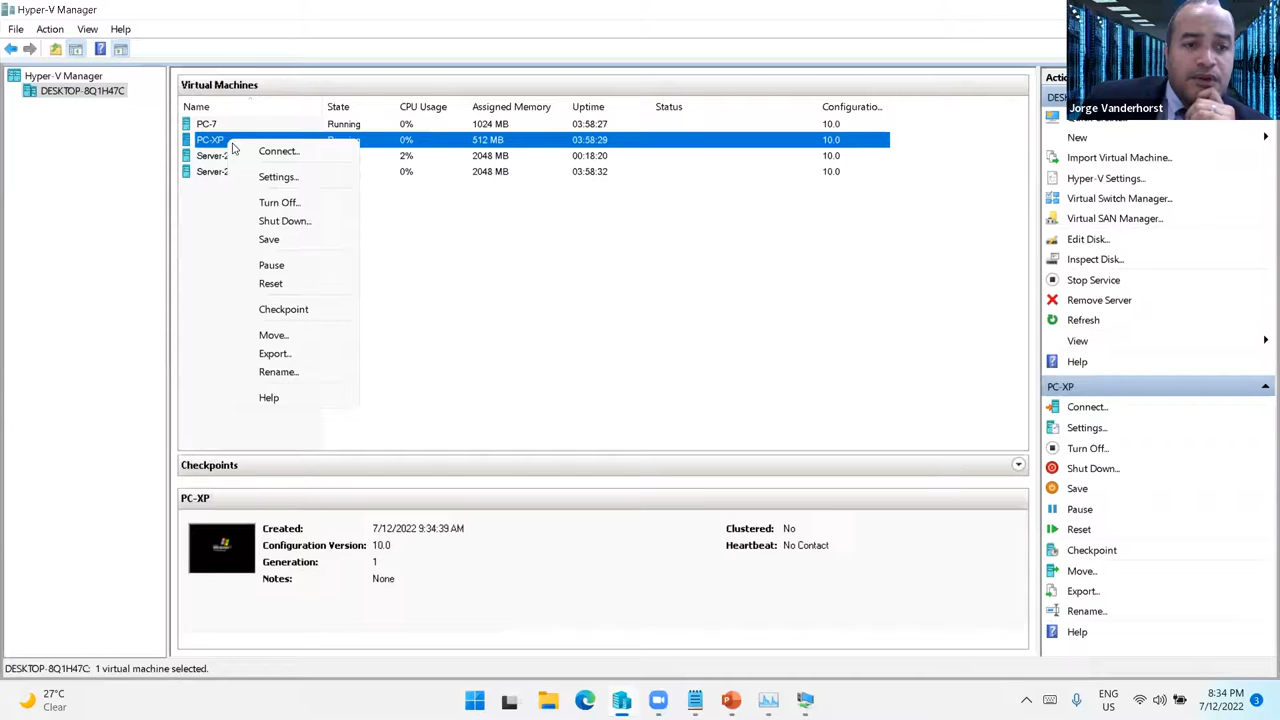 Hyper-V Manager
File Action View Help
Hyper-V Manager
DESKTOP-8Q1H47C
Virtual Machines
Name State CPU Usage Assigned Memory Uptime Status Configuratio...
PC-7 Running 0% 1024 MB 03:58:27 10.0
PC-XP 0% 512 MB 03:58:29 10.0
Server-2 2% 2048 MB 00:18:20 10.0
Server-2 0% 2048 MB 03:58:32 10.0
Connect...
Settings...
Turn Off...
Shut Down...
Save
Pause
Reset
Checkpoint
Move...
Export...
Rename...
Help
Checkpoints
PC-XP
Created: 7/12/2022 9:34:39 AM
Configuration Version: 10.0
Generation: 1
Notes: None
Clustered: No
Heartbeat: No Contact
Jorge Vanderhorst
New
Import Virtual Machine...
Hyper-V Settings...
Virtual Switch Manager...
Virtual SAN Manager...
Edit Disk...
Inspect Disk...
Stop Service
Remove Server
Refresh
View
Help
PC-XP
Connect...
Settings...
Turn Off...
Shut Down...
Save
Pause
Reset
Checkpoint
Move...
Export...
Rename...
Help
DESKTOP-8Q1H47C: 1 virtual machine selected.
27°C
Clear
ENG
US
8:34 PM
7/12/2022
3